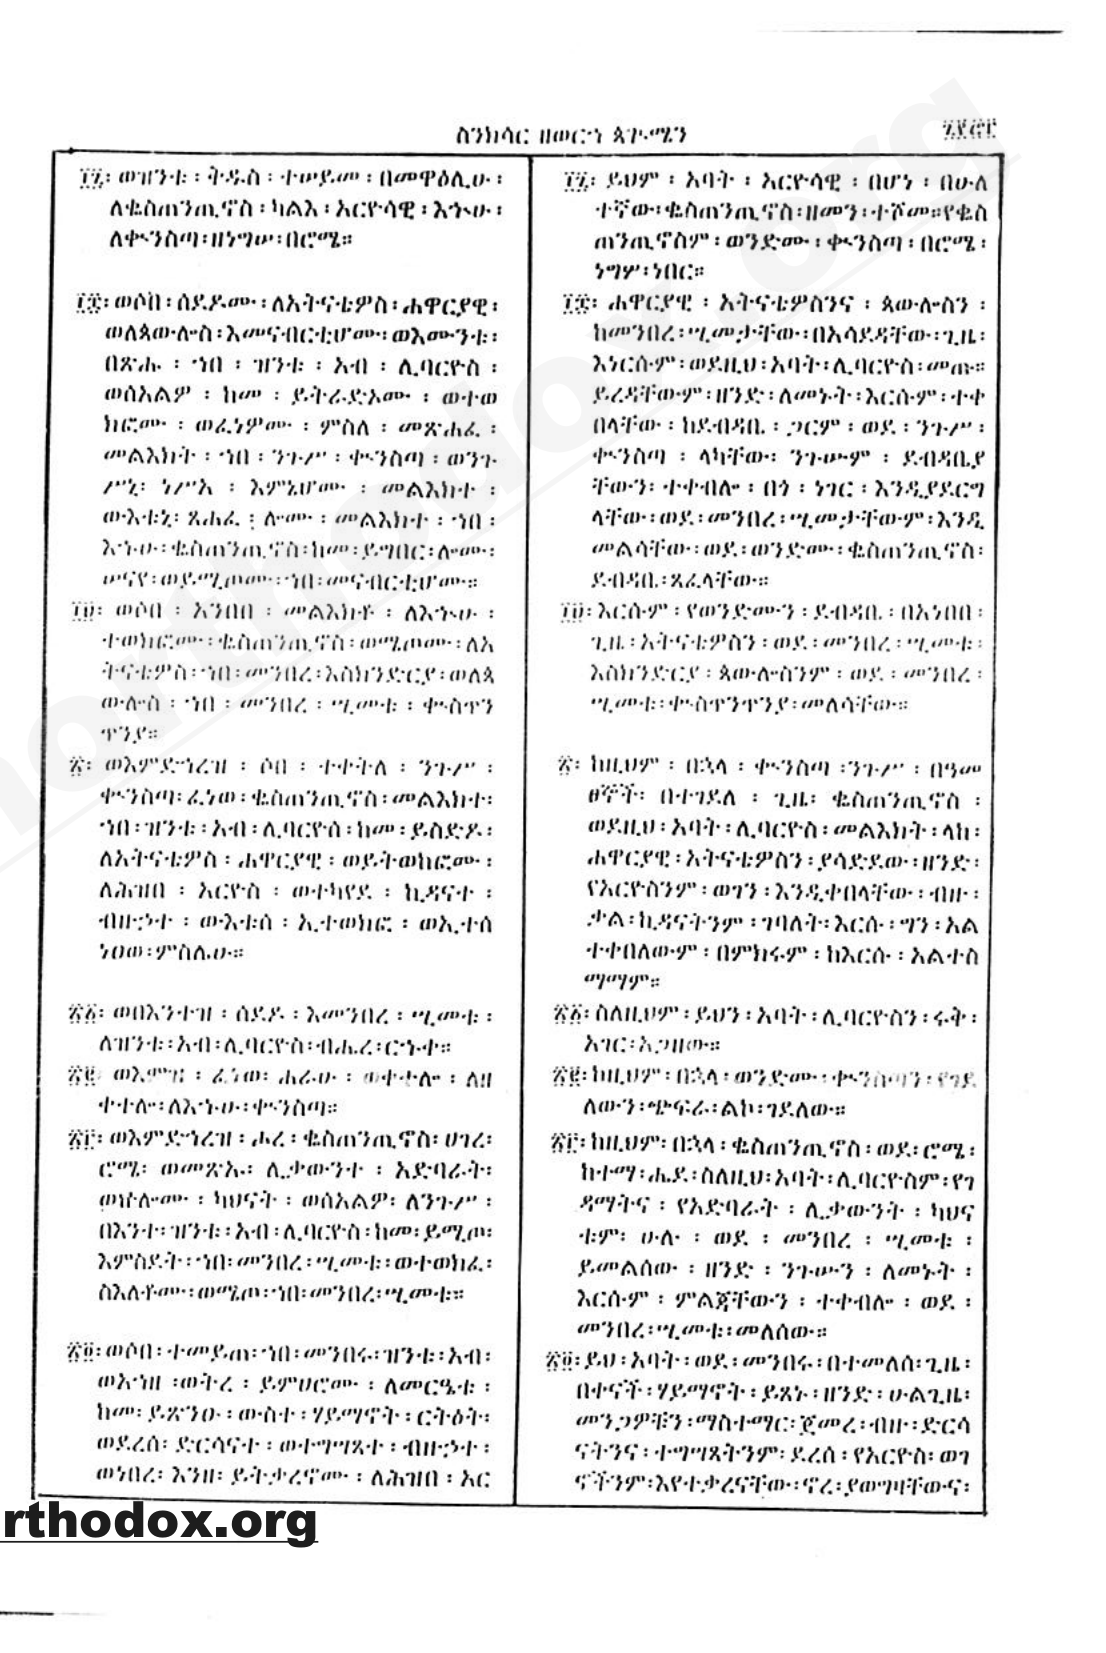 ስንክሳር ዘወርኀ ጳጉሜን
፲፯፡ ወዝንቱ ፡ ቅዱስ ፡ ተሠይመ ፡ በመዋዕሊሁ ፡
ለቈስጠንጢኖስ ፡ ካልእ ፡ አርዮሳዊ ፡ እኁሁ ፡
ለቍንስጣ ፡ ዘነግሠ ፡ በሮሜ።
፲፰፡ ወሶበ ፡ ሰደዶሙ ፡ ለአትናቴዎስ ፡ ሐዋርያዊ ፡
ወለጳውሎስ ፡ እመናብርቲሆሙ ፡ ወእሙንቱ ፡
በጽሑ ፡ ኀበ ፡ ዝንቱ ፡ አብ ፡ ሊባርዮስ ፡
ወሰአልዎ ፡ ከመ ፡ ይትራድኦሙ ፡ ወተወ
ክፎሙ ፡ ወፈነዎሙ ፡ ምስለ ፡ መጽሐፈ ፡
መልእክት ፡ ኀበ ፡ ንጉሥ ፡ ቍንስጣ ፡ ወንጉ
ሥኒ፡ ነሥአ ፡ እምኔሆሙ ፡ መልእክተ ፡
ውእቱኒ፡ ጸሐፈ ፡ ሎሙ ፡ መልእክተ ፡ ኀበ ፡
እኁሁ ፡ ቈስጠንጢኖስ ፡ ከመ ፡ ይግበር ፡ ሎሙ ፡
ሠናየ ፡ ወይሚጦሙ ፡ ኀበ ፡ መናብርቲሆሙ።
፲፱፡ ወሶበ ፡ አንበበ ፡ መልእክቶ ፡ ለእኁሁ ፡
ተወክፎሙ ፡ ቈስጠንጢኖስ ፡ ወሜጦሙ ፡ ለአ
ትናቴዎስ ፡ ኀበ ፡ መንበረ ፡ እስክንድርያ ፡ ወለጳ
ውሎስ ፡ ኀበ ፡ መንበረ ፡ ሢመቱ ፡ ቍስጥን
ጥንያ።
፳፡ ወእምድኅረዝ ፡ ሶበ ፡ ተቀትለ ፡ ንጉሥ ፡
ቍንስጣ፡ ፈነወ ፡ ቈስጠንጢኖስ ፡ መልእክተ፡
ኀበ ፡ ዝንቱ ፡ አብ ፡ ሊባርዮስ ፡ ከመ ፡ ይስድዶ፡
ለአትናቴዎስ ፡ ሐዋርያዊ ፡ ወይትወከፎሙ ፡
ለሕዝበ ፡ አርዮስ ፡ ወተካየደ ፡ ኪዳናተ ፡
ብዙኃተ ፡ ውእቱሰ ፡ ኢተወክፎ ፡ ወኢተሰ
ነዐወ ፡ ምስሌሁ።
፳፩፡ ወበእንተዝ ፡ ሰደዶ ፡ እመንበረ ፡ ሢመቱ ፡
ለዝንቱ ፡ አብ ፡ ሊባርዮስ ፡ ብሔረ ፡ ርኁቀ።
፳፪፡ ወእምዝ ፡ ፈነወ፡ ሐራሁ ፡ ወቀተሎ ፡ ለዘ
ቀተሎ ፡ ለእኁሁ ፡ ቍንስጣ።
፳፫፡ ወእምድኅረዝ ፡ ሖረ ፡ ቈስጠንጢኖስ፡ ሀገረ፡
ሮሜ፡ ወመጽኡ፡ ሊቃውንተ ፡ አድባራት፡
ወኵሎሙ ፡ ካህናት ፡ ወሰአልዎ፡ ለንጉሥ ፡
በእንተ፡ ዝንቱ ፡ አብ ፡ ሊባርዮስ ፡ ከመ ፡ ይሚጦ፡
እምስደት ፡ ኀበ፡ መንበረ ፡ ሢመቱ ፡ ወተወክፈ፡
ስእለቶሙ ፡ ወሜጦ ፡ ኀበ ፡ መንበረ ፡ ሢመቱ።
፳፬፡ ወሶበ ፡ ተመይጠ ፡ ኀበ ፡ መንበሩ ፡ ዝንቱ ፡ አብ፡
ወአኀዘ ፡ ወትረ ፡ ይምህሮሙ ፡ ለመርዔቱ ፡
ከመ፡ ይጽንዑ ፡ ውስተ ፡ ሃይማኖት ፡ ርትዕት፡
ወደረሰ፡ ድርሳናተ ፡ ወተግሣጻተ ፡ ብዙኃተ ፡
ወነበረ፡ እንዘ ፡ ይትቃረኖሙ ፡ ለሕዝበ ፡ አር
፲፯፡ ይህም ፡ አባት ፡ አርዮሳዊ ፡ በሆነ ፡ በሁለ
ተኛው ፡ ቈስጠንጢኖስ ፡ ዘመን ፡ ተሾመ።የቈስ
ጠንጢኖስም ፡ ወንድሙ ፡ ቍንስጣ ፡ በሮሜ ፡
ነግሦ ፡ ነበር።
፲፰፡ ሐዋርያዊ ፡ አትናቴዎስንና ፡ ጳውሎስን ፡
ከመንበረ ፡ ሢመታቸው ፡ በአሳደዳቸው ፡ ጊዜ፡
እነርሱም ፡ ወደዚህ ፡ አባት ፡ ሊባርዮስ ፡ መጡ።
ይረዳቸውም ፡ ዘንድ ፡ ለመኑት ፡ እርሱም ፡ ተቀ
በላቸው ፡ ከደብዳቤ ፡ ጋርም ፡ ወደ ፡ ንጉሥ ፡
ቍንስጣ ፡ ላካቸው፡ ንጉሡም ፡ ደብዳቤያ
ቸውን፡ ተቀብሎ ፡ በጎ ፡ ነገር ፡ እንዲያደርግ
ላቸው ፡ ወደ ፡ መንበረ ፡ ሢመታቸውም ፡ እንዲ
መልሳቸው ፡ ወደ ፡ ወንድሙ ፡ ቈስጠንጢኖስ፡
ደብዳቤ ፡ ጻፈላቸው።
፲፱፡ እርሱም ፡ የወንድሙን ፡ ደብዳቤ ፡ በአነበበ ፡
ጊዜ ፡ አትናቴዎስን ፡ ወደ ፡ መንበረ ፡ ሢመቱ ፡
እስክንድርያ ፡ ጳውሎስንም ፡ ወደ ፡ መንበረ ፡
ሢመቱ ፡ ቍስጥንጥንያ ፡ መለሳቸው።
፳፡ ከዚህም ፡ በኋላ ፡ ቍንስጣ ፡ንጉሥ ፡ በዓመ
ፀኞች፡ በተገደለ ፡ ጊዜ፡ ቈስጠንጢኖስ ፡
ወደዚህ ፡ አባት ፡ ሊባርዮስ ፡ መልእክት ፡ ላከ፡
ሐዋርያዊ ፡ አትናቴዎስን ፡ ያሳድደው ፡ ዘንድ ፡
የአርዮስንም ፡ ወገን ፡ እንዲቀበላቸው ፡ ብዙ ፡
ቃል ፡ ኪዳናትንም ፡ ገባለት፡ እርሱ ፡ ግን ፡ አል
ተቀበለውም ፡ በምክሩም ፡ ከእርሱ ፡ አልተስ
ማማም።
፳፩፡ ስለዚህም ፡ ይህን ፡ አባት ፡ ሊባርዮስን ፡ ሩቅ ፡
አገር ፡ አጋዘው።
፳፪፡ ከዚህም ፡ በኋላ ፡ ወንድሙ ፡ ቍንስጣን ፡ የገደ
ለውን ፡ ጭፍራ ፡ ልኮ ፡ ገደለው።
፳፫፡ ከዚህም፡ በኋላ ፡ ቈስጠንጢኖስ ፡ ወደ፡ ሮሜ ፡
ከተማ ፡ ሔደ ፡ ስለዚህ፡ አባት ፡ ሊባርዮስም ፡ የገ
ዳማትና ፡ የአድባራት ፡ ሊቃውንት ፡ ካህና
ቱም፡ ሁሉ ፡ ወደ ፡ መንበረ ፡ ሢመቱ ፡
ይመልሰው ፡ ዘንድ ፡ ንጉሡን ፡ ለመኑት ፡
እርሱም ፡ ምልጃቸውን ፡ ተቀብሎ ፡ ወደ ፡
መንበረ ፡ ሢመቱ ፡ መለሰው።
፳፬፡ ይህ ፡ አባት ፡ ወደ ፡ መንበሩ ፡ በተመለሰ ፡ ጊዜ ፡
በቀናች ፡ ሃይማኖት ፡ ይጸኑ ፡ ዘንድ ፡ ሁልጊዜ፡
መንጋዎቹን ፡ ማስተማር ፡ ጀመረ ፡ ብዙ ፡ ድርሳ
ናትንና ፡ ተግሣጻትንም፡ ደረሰ ፡ የአርዮስ፡ ወገ
ኖችንም ፡ እየተቃረናቸው ፡ ኖረ ፡ ያወግዛቸውና፡
rthodox.org